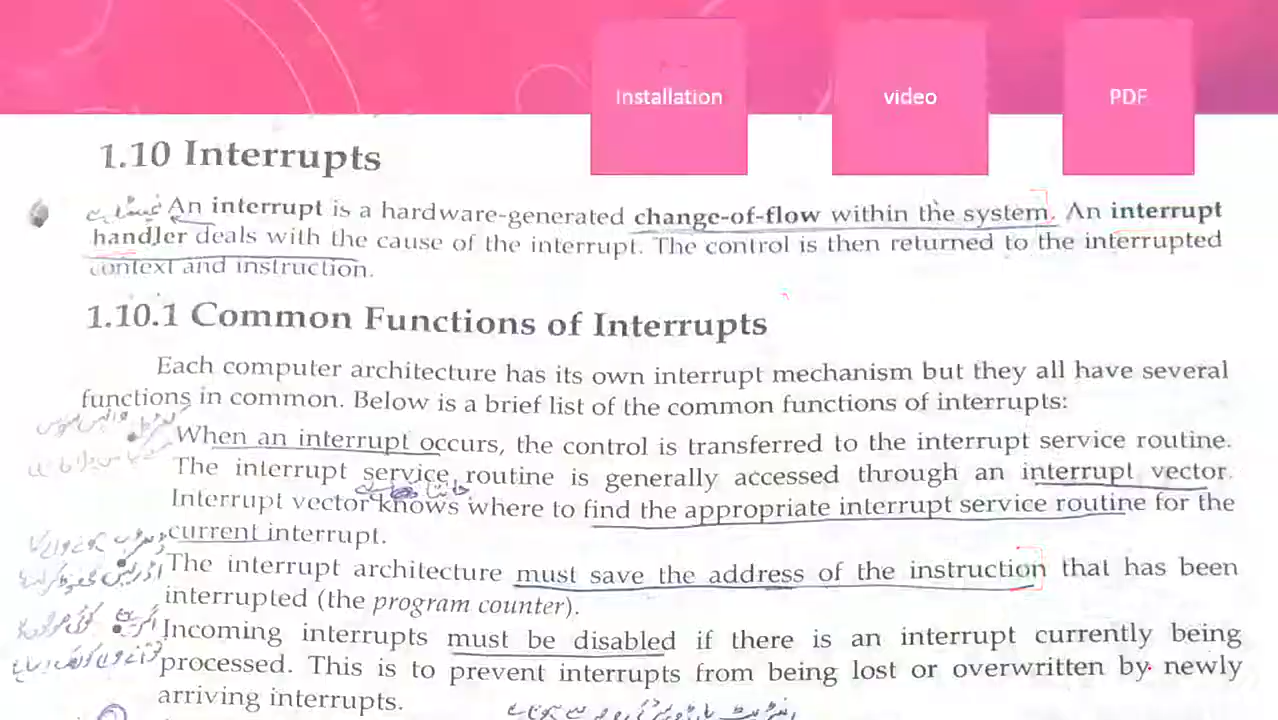 Installation
video
PDF
1.10 Interrupts
An interrupt is a hardware-generated change-of-flow within the system. An interrupt
handler deals with the cause of the interrupt. The control is then returned to the interrupted
context and instruction.
1.10.1 Common Functions of Interrupts
Each computer architecture has its own interrupt mechanism but they all have several
functions in common. Below is a brief list of the common functions of interrupts:
When an interrupt occurs, the control is transferred to the interrupt service routine.
The interrupt service routine is generally accessed through an interrupt vector.
Interrupt vector knows where to find the appropriate interrupt service routine for the
current interrupt.
The interrupt architecture must save the address of the instruction that has been
interrupted (the program counter).
Incoming interrupts must be disabled if there is an interrupt currently being
processed. This is to prevent interrupts from being lost or overwritten by newly
arriving interrupts.